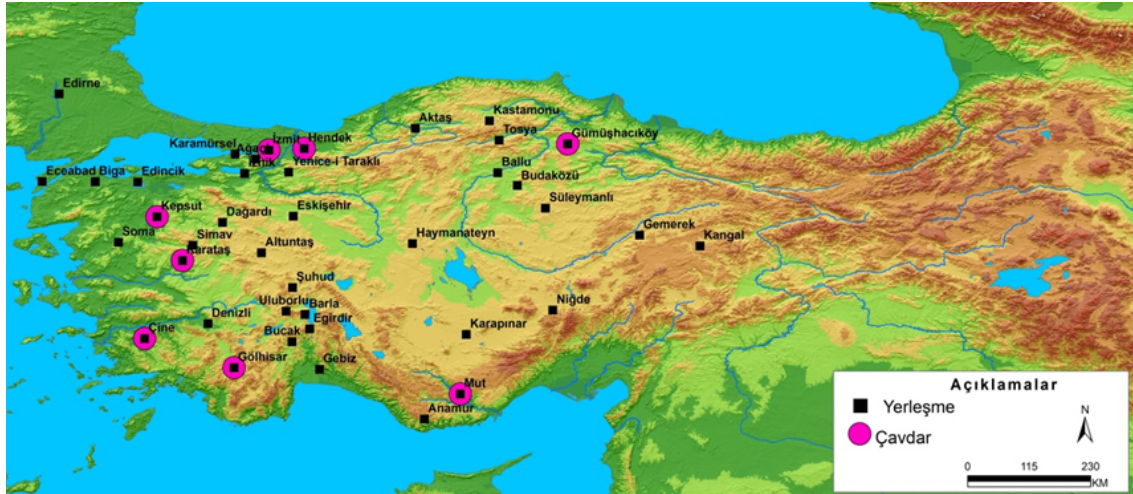 Edirne
Kastamonu
Aktaş
Tosya
Gümüşhacıköy
İzmit
Hendek
Karamürsel
Ağaç
İznik
Yenice-i Taraklı
Ballu
Budaközü
Eceabad
Biga
Edincik
Süleymanlı
Kepsut
Dağardı
Eskişehir
Soma
Simav
Altuntaş
Haymanateyn
Gemerek
Kangal
Karataş
Şuhud
Uluborlu
Barla
Niğde
Denizli
Egirdir
Karapınar
Çine
Bucak
Gölhisar
Gebiz
Mut
Anamur
Açıklamalar
Yerleşme
Çavdar
N
0 115 230
KM